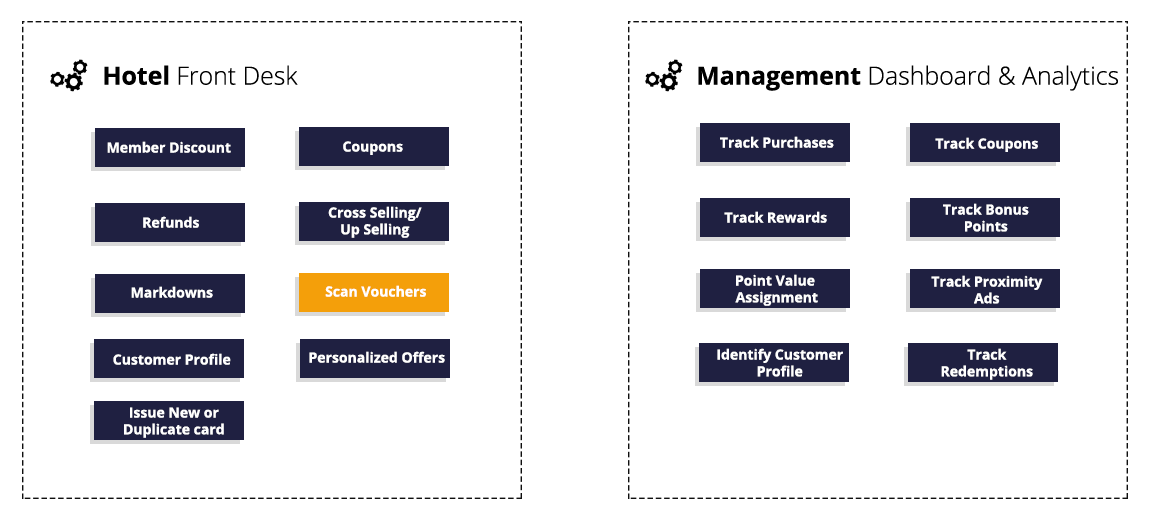 Hotel Front Desk
Member Discount
Coupons
Refunds
Cross Selling/
Up Selling
Markdowns
Scan Vouchers
Customer Profile
Personalized Offers
Issue New or
Duplicate card
Management Dashboard & Analytics
Track Purchases
Track Coupons
Track Rewards
Track Bonus
Points
Point Value
Assignment
Track Proximity
Ads
Identify Customer
Profile
Track
Redemptions